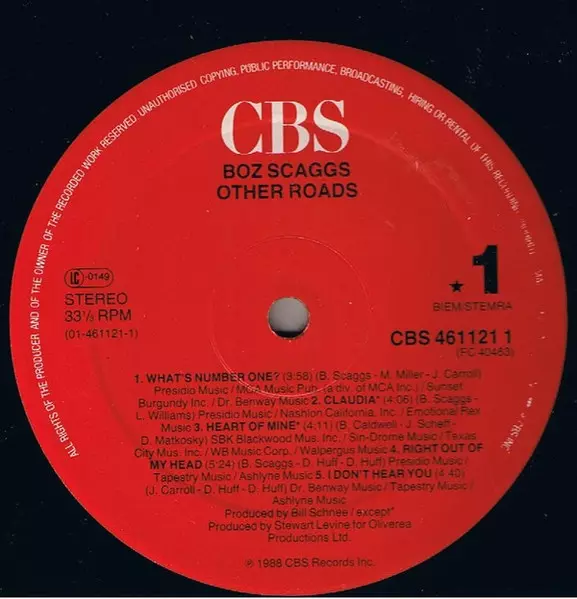 ALL RIGHTS OF THE PRODUCER AND OF THE OWNER OF THE RECORDED WORK RESERVED. UNAUTHORISED COPYING, PUBLIC PERFORMANCE, BROADCASTING, HIRING OR RENTAL OF THIS RECORDING
CBS
BOZ SCAGGS
OTHER ROADS
LC -0149
STEREO
33⅓ RPM
(01-461121-1)
★ 1
BIEM/STEMRA
CBS 461121 1
(FC 40463)
1. WHAT'S NUMBER ONE? (3:58) (B. Scaggs - M. Miller - J. Carroll)
Presidio Music / MCA Music Pub. (a div. of MCA Inc.) / Sunset
Burgundy Inc. / Dr. Benway Music 2. CLAUDIA* (4:06) (B. Scaggs -
L. Williams) Presidio Music / Nashlon California. Inc. / Emotional Rex
Music 3. HEART OF MINE* (4:11) (B. Caldwell - J. Scheff -
D. Matkosky) SBK Blackwood Mus. Inc. / Sin-Drome Music / Texas
City Mus. Inc. / WB Music Corp. / Walpergus Music 4. RIGHT OUT OF
MY HEAD (5:24) (B. Scaggs - D. Huff - D. Huff) Presidio Music /
Tapestry Music / Ashlyne Music 5. I DON'T HEAR YOU (4:40)
(J. Carroll - D. Huff - D. Huff) Dr. Benway Music / Tapestry Music /
Ashlyne Music
Produced by Bill Schnee / except*
Produced by Stewart Levine for Oliverea
Productions Ltd.
℗ 1988 CBS Records Inc.